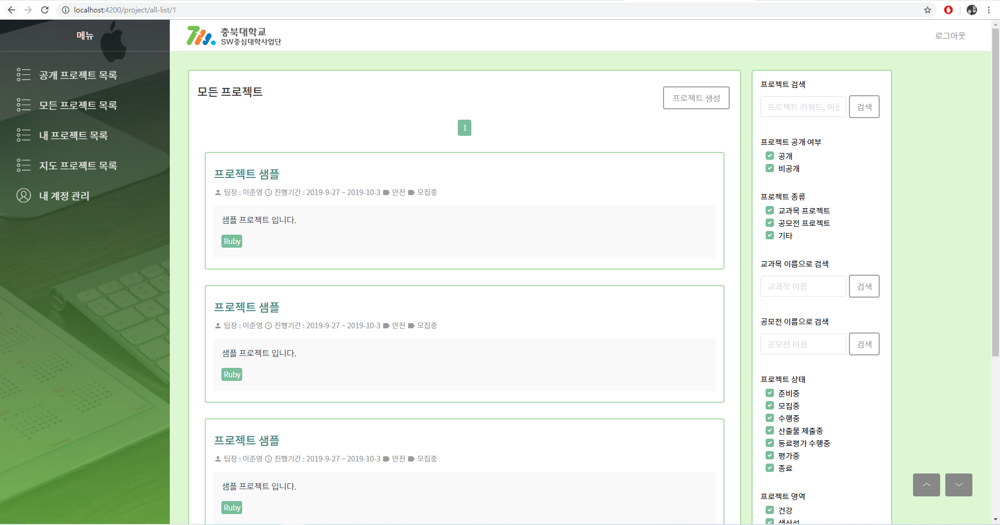 localhost:4200/project/all-list/1
메뉴
공개 프로젝트 목록
모든 프로젝트 목록
내 프로젝트 목록
지도 프로젝트 목록
내 계정 관리
충북대학교
SW중심대학사업단
로그아웃
모든 프로젝트
프로젝트 생성
1
프로젝트 샘플
팀장 : 이준영 진행기간 : 2019-9-27 ~ 2019-10-3 안전 모집중
샘플 프로젝트 입니다.
Ruby
프로젝트 샘플
팀장 : 이준영 진행기간 : 2019-9-27 ~ 2019-10-3 안전 모집중
샘플 프로젝트 입니다.
Ruby
프로젝트 샘플
팀장 : 이준영 진행기간 : 2019-9-27 ~ 2019-10-3 안전 모집중
샘플 프로젝트 입니다.
Ruby
프로젝트 검색
프로젝트 키워드, 이름 검색
프로젝트 공개 여부
공개
비공개
프로젝트 종류
교과목 프로젝트
공모전 프로젝트
기타
교과목 이름으로 검색
교과목 이름 검색
공모전 이름으로 검색
공모전 이름 검색
프로젝트 상태
준비중
모집중
수행중
산출물 제출중
동료평가 수행중
평가중
종료
프로젝트 영역
건강
생산성